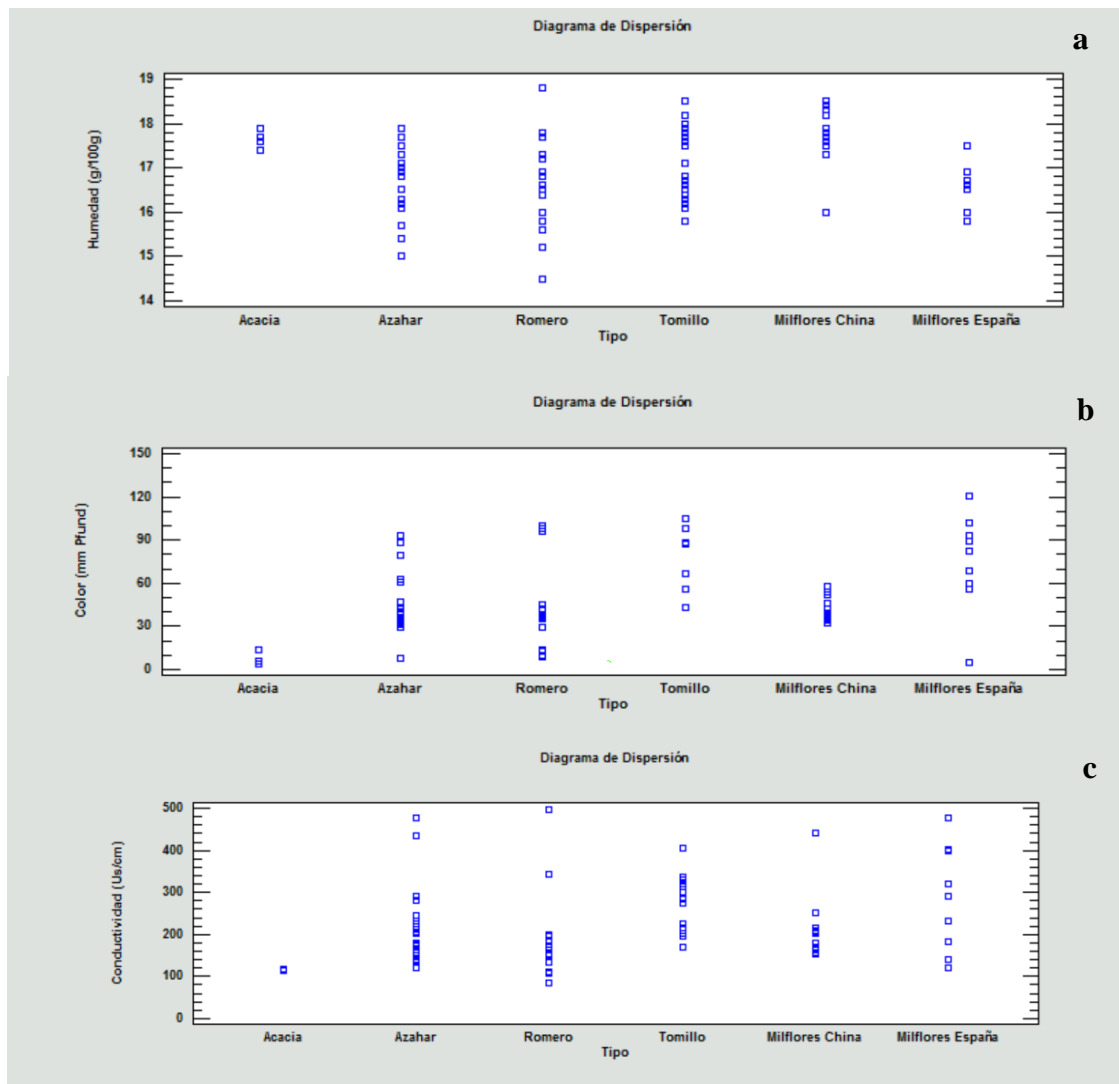 Diagrama de Dispersión
a
19
18
17
16
15
14
Humedad (g/100g)
Acacia Azahar Romero Tomillo Milflores China Milflores España
Tipo
Diagrama de Dispersión
b
150
120
90
60
30
0
Color (mm Pfund)
Acacia Azahar Romero Tomillo Milflores China Milflores España
Tipo
Diagrama de Dispersión
c
500
400
300
200
100
0
Conductividad (Us/cm)
Acacia Azahar Romero Tomillo Milflores China Milflores España
Tipo